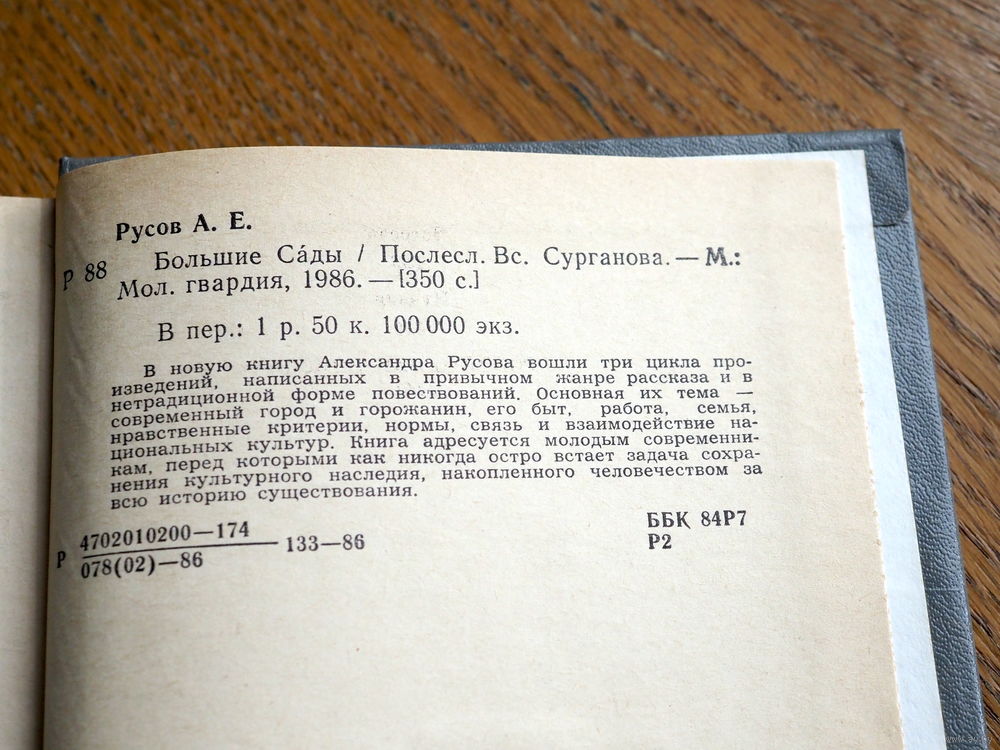 Русов А. Е.
Р 88 Большие Са́ды / Послесл. Вс. Сурганова. — М.:
Мол. гвардия, 1986. — [350 с.]
В пер.: 1 р. 50 к. 100 000 экз.
В новую книгу Александра Русова вошли три цикла про-
изведений, написанных в привычном жанре рассказа и в
нетрадиционной форме повествований. Основная их тема —
современный город и горожанин, его быт, работа, семья,
нравственные критерии, нормы, связь и взаимодействие на-
циональных культур. Книга адресуется молодым современни-
кам, перед которыми как никогда остро встает задача сохра-
нения культурного наследия, накопленного человечеством за
всю историю существования.
Р 4702010200—174 133—86
078(02)—86
ББК 84Р7
Р2